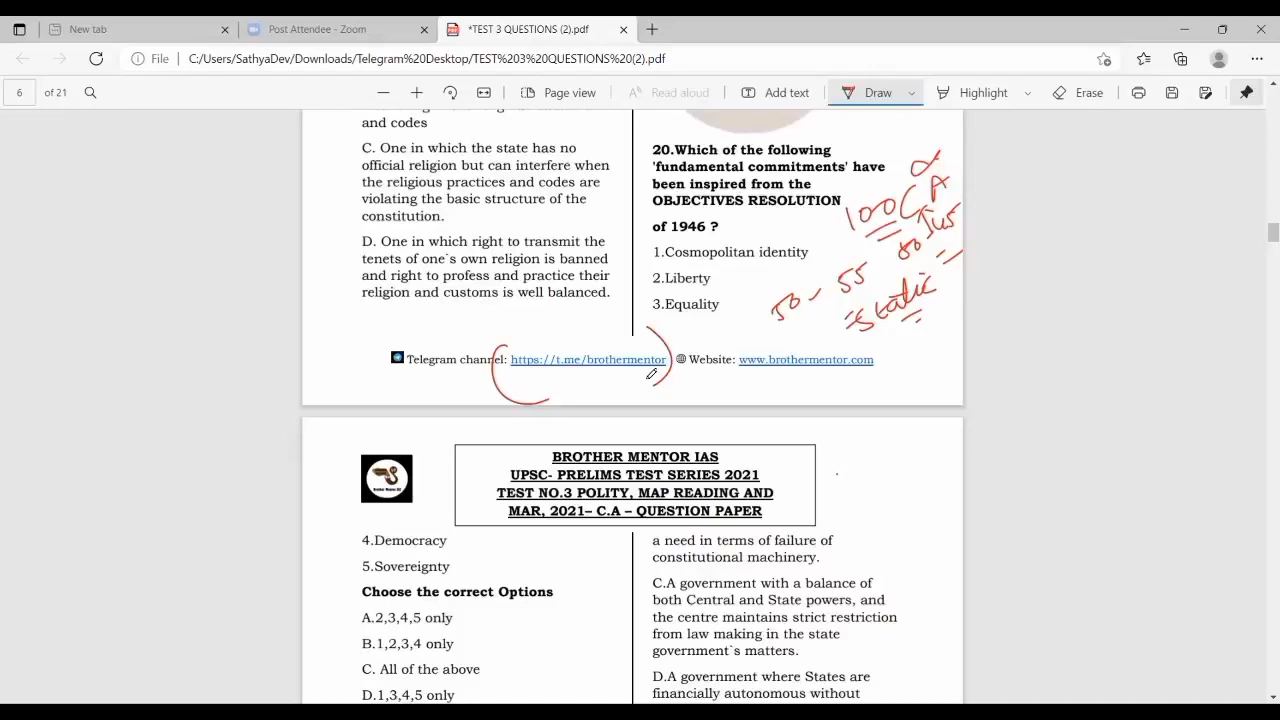 New tab
Post Attendee - Zoom
*TEST 3 QUESTIONS (2).pdf
File
C:/Users/SathyaDev/Downloads/Telegram%20Desktop/TEST%203%20QUESTIONS%20(2).pdf
6
of 21
Page view
Read aloud
Add text
Draw
Highlight
Erase
and codes
C. One in which the state has no
official religion but can interfere when
the religious practices and codes are
violating the basic structure of the
constitution.
D. One in which right to transmit the
tenets of one`s own religion is banned
and right to profess and practice their
religion and customs is well balanced.
20.Which of the following
'fundamental commitments' have
been inspired from the
OBJECTIVES RESOLUTION
of 1946 ?
1.Cosmopolitan identity
2.Liberty
3.Equality
100 CA
50 - 55
static
Telegram channel: https://t.me/brothermentor
Website: www.brothermentor.com
BROTHER MENTOR IAS
UPSC- PRELIMS TEST SERIES 2021
TEST NO.3 POLITY, MAP READING AND
MAR, 2021– C.A – QUESTION PAPER
4.Democracy
5.Sovereignty
Choose the correct Options
A.2,3,4,5 only
B.1,2,3,4 only
C. All of the above
D.1,3,4,5 only
a need in terms of failure of
constitutional machinery.
C.A government with a balance of
both Central and State powers, and
the centre maintains strict restriction
from law making in the state
government`s matters.
D.A government where States are
financially autonomous without